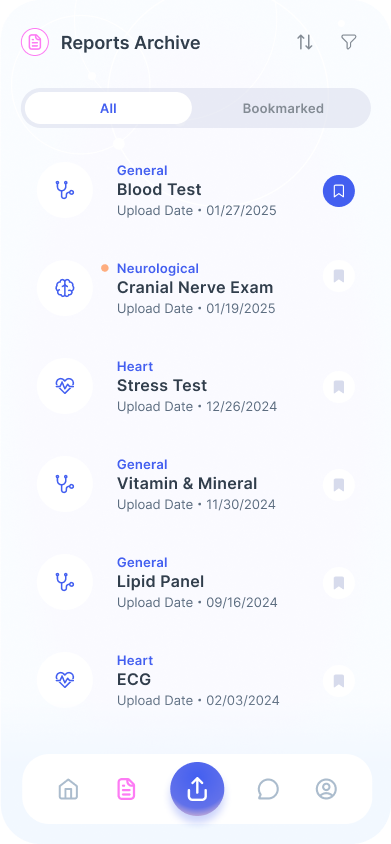 Reports Archive
All
Bookmarked
General
Blood Test
Upload Date • 01/27/2025
Neurological
Cranial Nerve Exam
Upload Date • 01/19/2025
Heart
Stress Test
Upload Date • 12/26/2024
General
Vitamin & Mineral
Upload Date • 11/30/2024
General
Lipid Panel
Upload Date • 09/16/2024
Heart
ECG
Upload Date • 02/03/2024